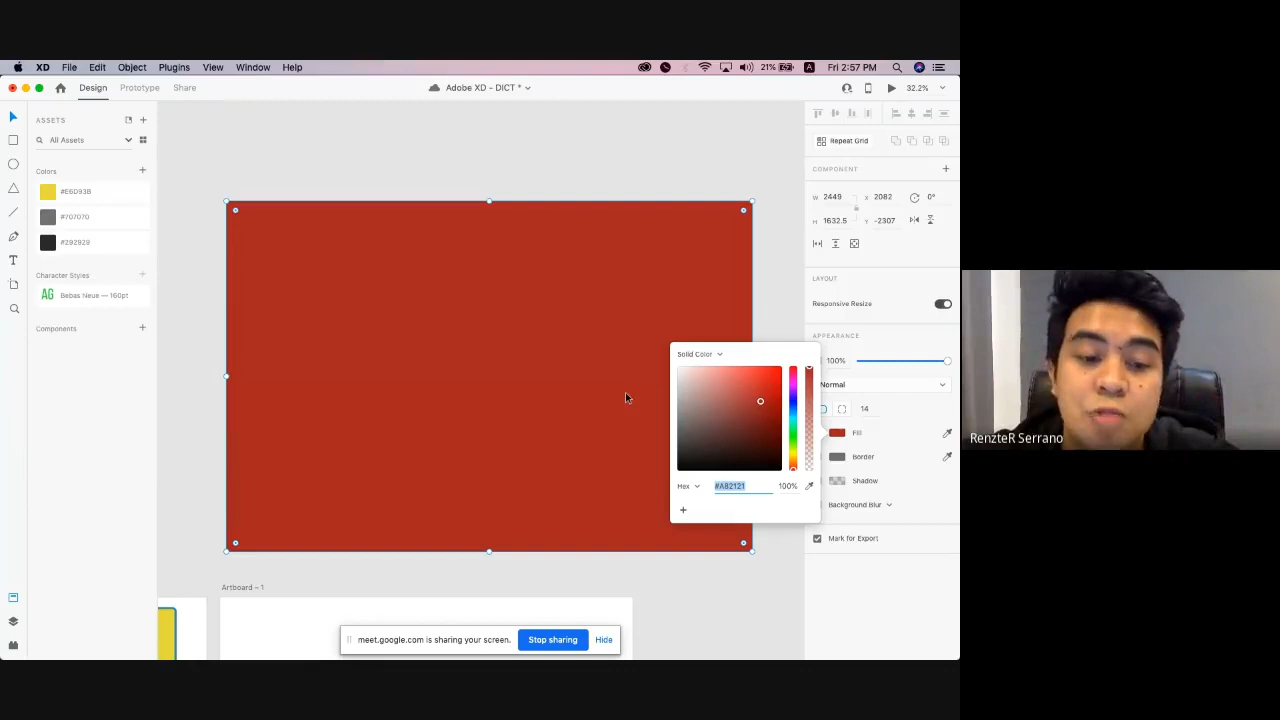 XD File Edit Object Plugins View Window Help 21% A Fri 2:57 PM
Design Prototype Share Adobe XD - DICT * 32.2%
ASSETS
All Assets
Colors
#E6D93B
#707070
#292929
Character Styles
AG Bebas Neue — 160pt
Components
Artboard – 1
Repeat Grid
COMPONENT
W 2449 X 2082 0°
H 1632.5 Y -2307
LAYOUT
Responsive Resize
APPEARANCE
100%
Normal
14
Fill
Border
Shadow
Background Blur
Mark for Export
Solid Color
Hex #A82121 100%
meet.google.com is sharing your screen. Stop sharing Hide
RenzteR Serrano